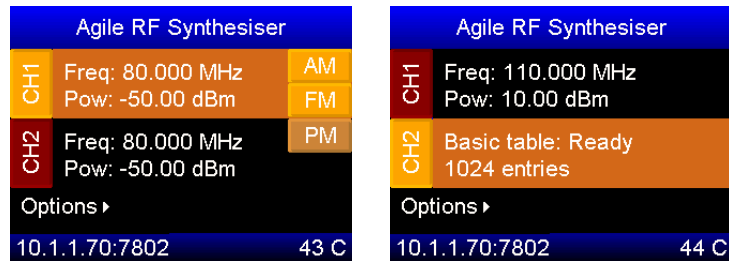 Agile RF Synthesiser
CH1
Freq: 80.000 MHz
Pow: -50.00 dBm
AM
FM
PM
CH2
Freq: 80.000 MHz
Pow: -50.00 dBm
Options ▸
10.1.1.70:7802 43 C
Agile RF Synthesiser
CH1
Freq: 110.000 MHz
Pow: 10.00 dBm
CH2
Basic table: Ready
1024 entries
Options ▸
10.1.1.70:7802 44 C